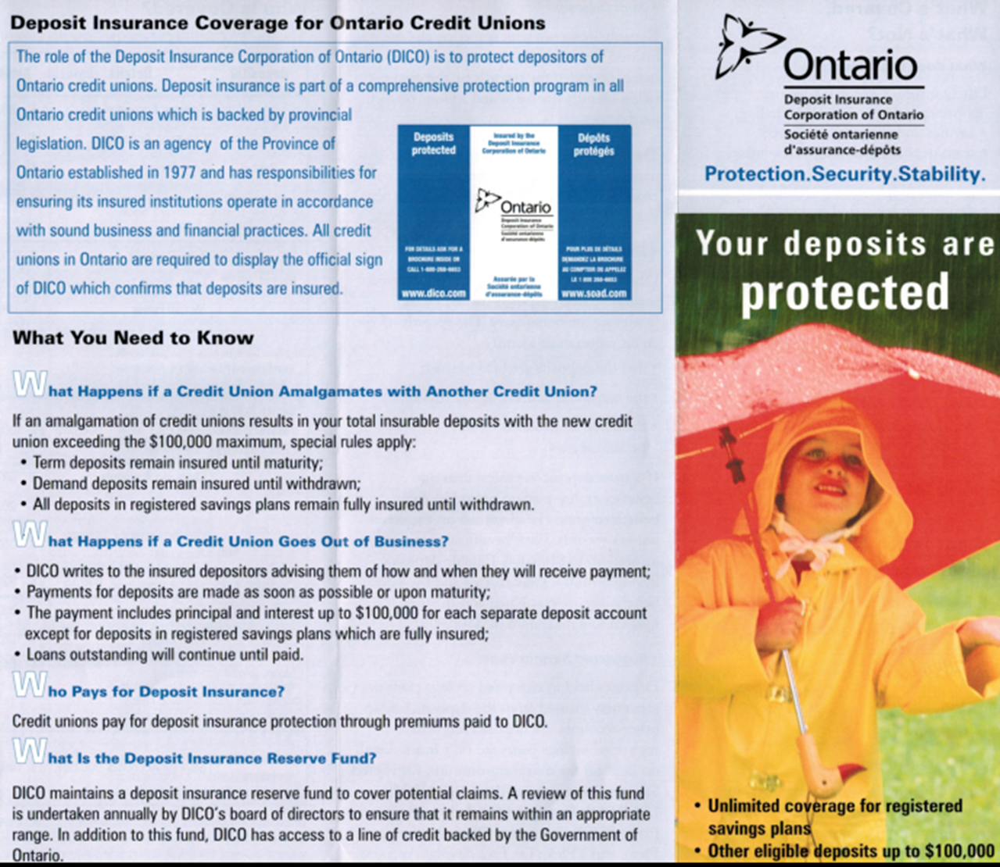 Deposit Insurance Coverage for Ontario Credit Unions
The role of the Deposit Insurance Corporation of Ontario (DICO) is to protect depositors of
Ontario credit unions. Deposit insurance is part of a comprehensive protection program in all
Ontario credit unions which is backed by provincial
legislation. DICO is an agency of the Province of
Ontario established in 1977 and has responsibilities for
ensuring its insured institutions operate in accordance
with sound business and financial practices. All credit
unions in Ontario are required to display the official sign
of DICO which confirms that deposits are insured.
Deposits
protected
FOR DETAILS ASK FOR A
BROCHURE INSIDE OR
CALL 1-800-268-6653
www.dico.com
Insured by the
Deposit Insurance
Corporation of Ontario
Ontario
Deposit Insurance
Corporation of Ontario
Société ontarienne
d'assurance-dépôts
Assurée par la
Société ontarienne
d'assurance-dépôts
Dépôts
protégés
POUR PLUS DE DÉTAILS
DEMANDEZ LA BROCHURE
AU COMPTOIR OU APPELEZ
LE 1 800 268-6653
www.soad.com
What You Need to Know
What Happens if a Credit Union Amalgamates with Another Credit Union?
If an amalgamation of credit unions results in your total insurable deposits with the new credit
union exceeding the $100,000 maximum, special rules apply:
• Term deposits remain insured until maturity;
• Demand deposits remain insured until withdrawn;
• All deposits in registered savings plans remain fully insured until withdrawn.
What Happens if a Credit Union Goes Out of Business?
• DICO writes to the insured depositors advising them of how and when they will receive payment;
• Payments for deposits are made as soon as possible or upon maturity;
• The payment includes principal and interest up to $100,000 for each separate deposit account
except for deposits in registered savings plans which are fully insured;
• Loans outstanding will continue until paid.
Who Pays for Deposit Insurance?
Credit unions pay for deposit insurance protection through premiums paid to DICO.
What Is the Deposit Insurance Reserve Fund?
DICO maintains a deposit insurance reserve fund to cover potential claims. A review of this fund
is undertaken annually by DICO's board of directors to ensure that it remains within an appropriate
range. In addition to this fund, DICO has access to a line of credit backed by the Government of
Ontario.
Ontario
Deposit Insurance
Corporation of Ontario
Société ontarienne
d'assurance-dépôts
Protection.Security.Stability.
Your deposits are
protected
• Unlimited coverage for registered
savings plans
• Other eligible deposits up to $100,000